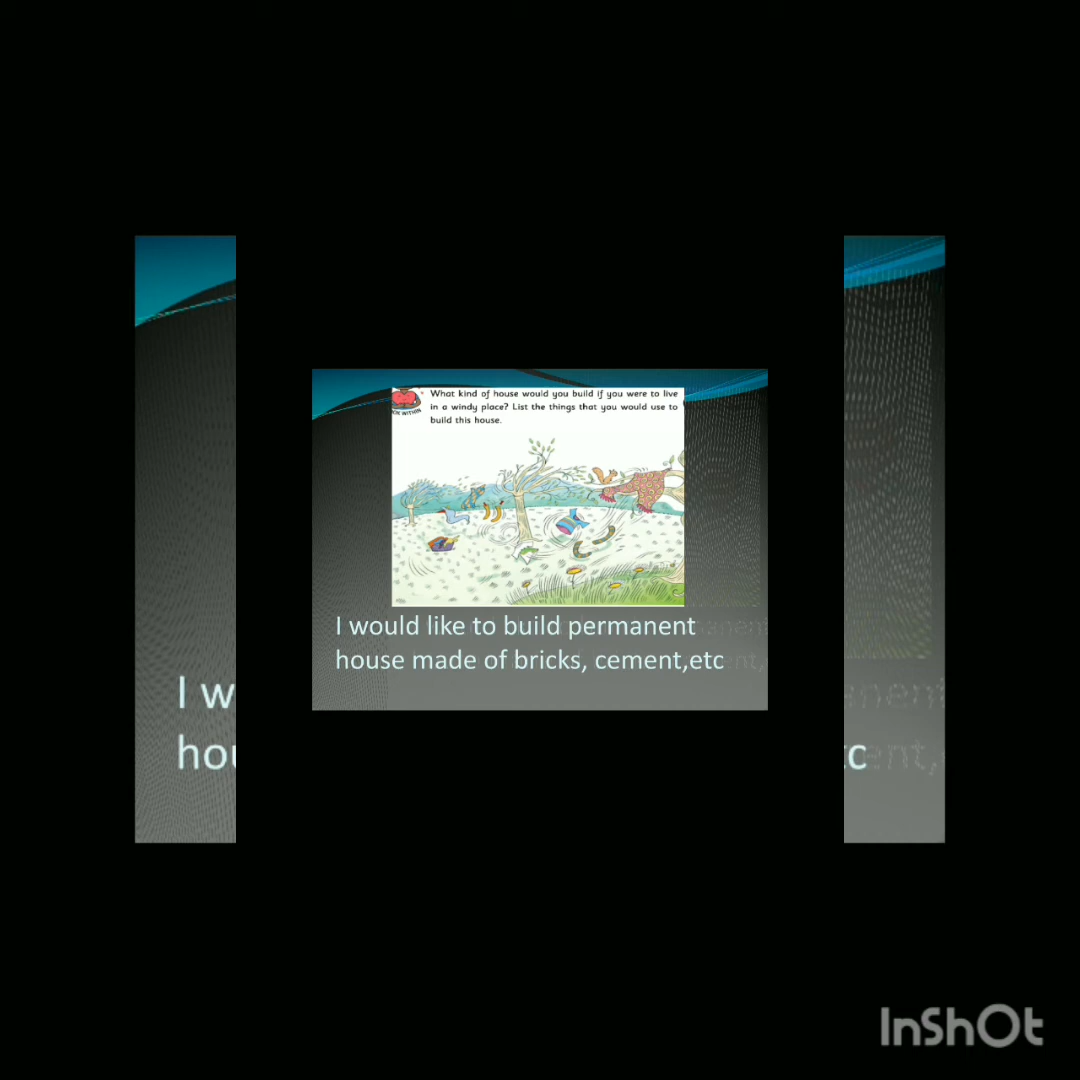 What kind of house would you build if you were to live
in a windy place? List the things that you would use to
build this house.
I would like to build permanent
house made of bricks, cement,etc
I w
hou
tc
InShOt